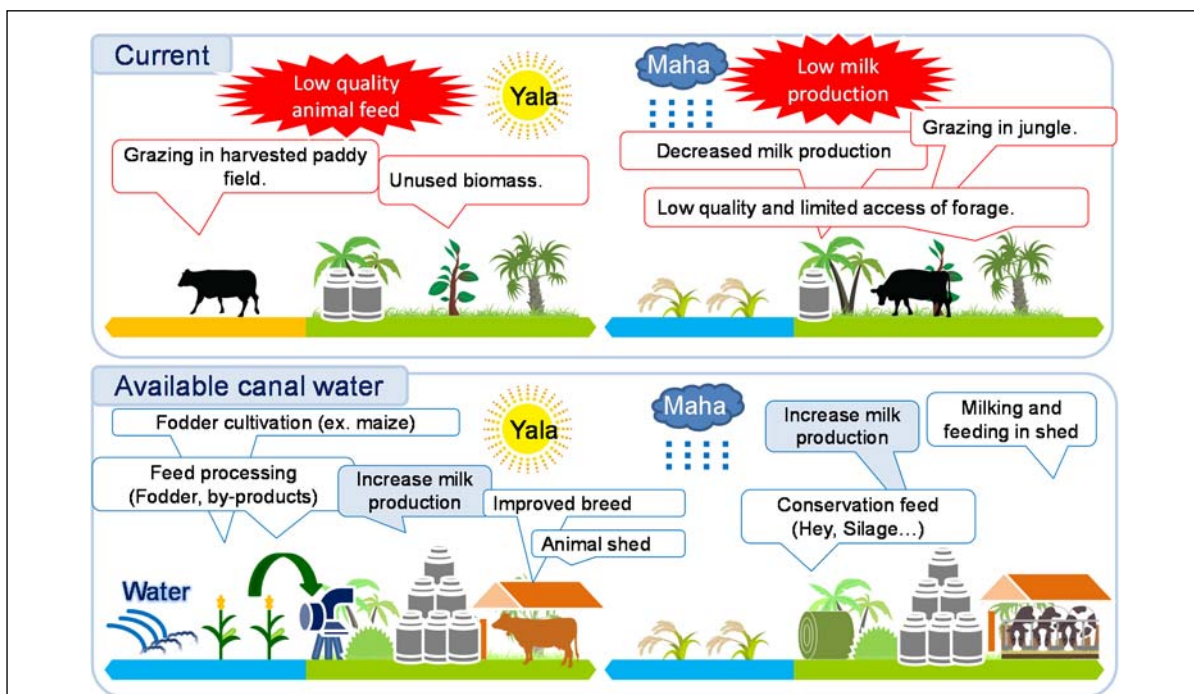 Current
Low quality
animal feed
Yala
Maha
Low milk
production
Grazing in harvested paddy
field.
Unused biomass.
Decreased milk production
Grazing in jungle.
Low quality and limited access of forage.
Available canal water
Fodder cultivation (ex. maize)
Feed processing
(Fodder, by-products)
Increase milk
production
Yala
Improved breed
Animal shed
Maha
Increase milk
production
Milking and
feeding in shed
Conservation feed
(Hey, Silage…)
Water